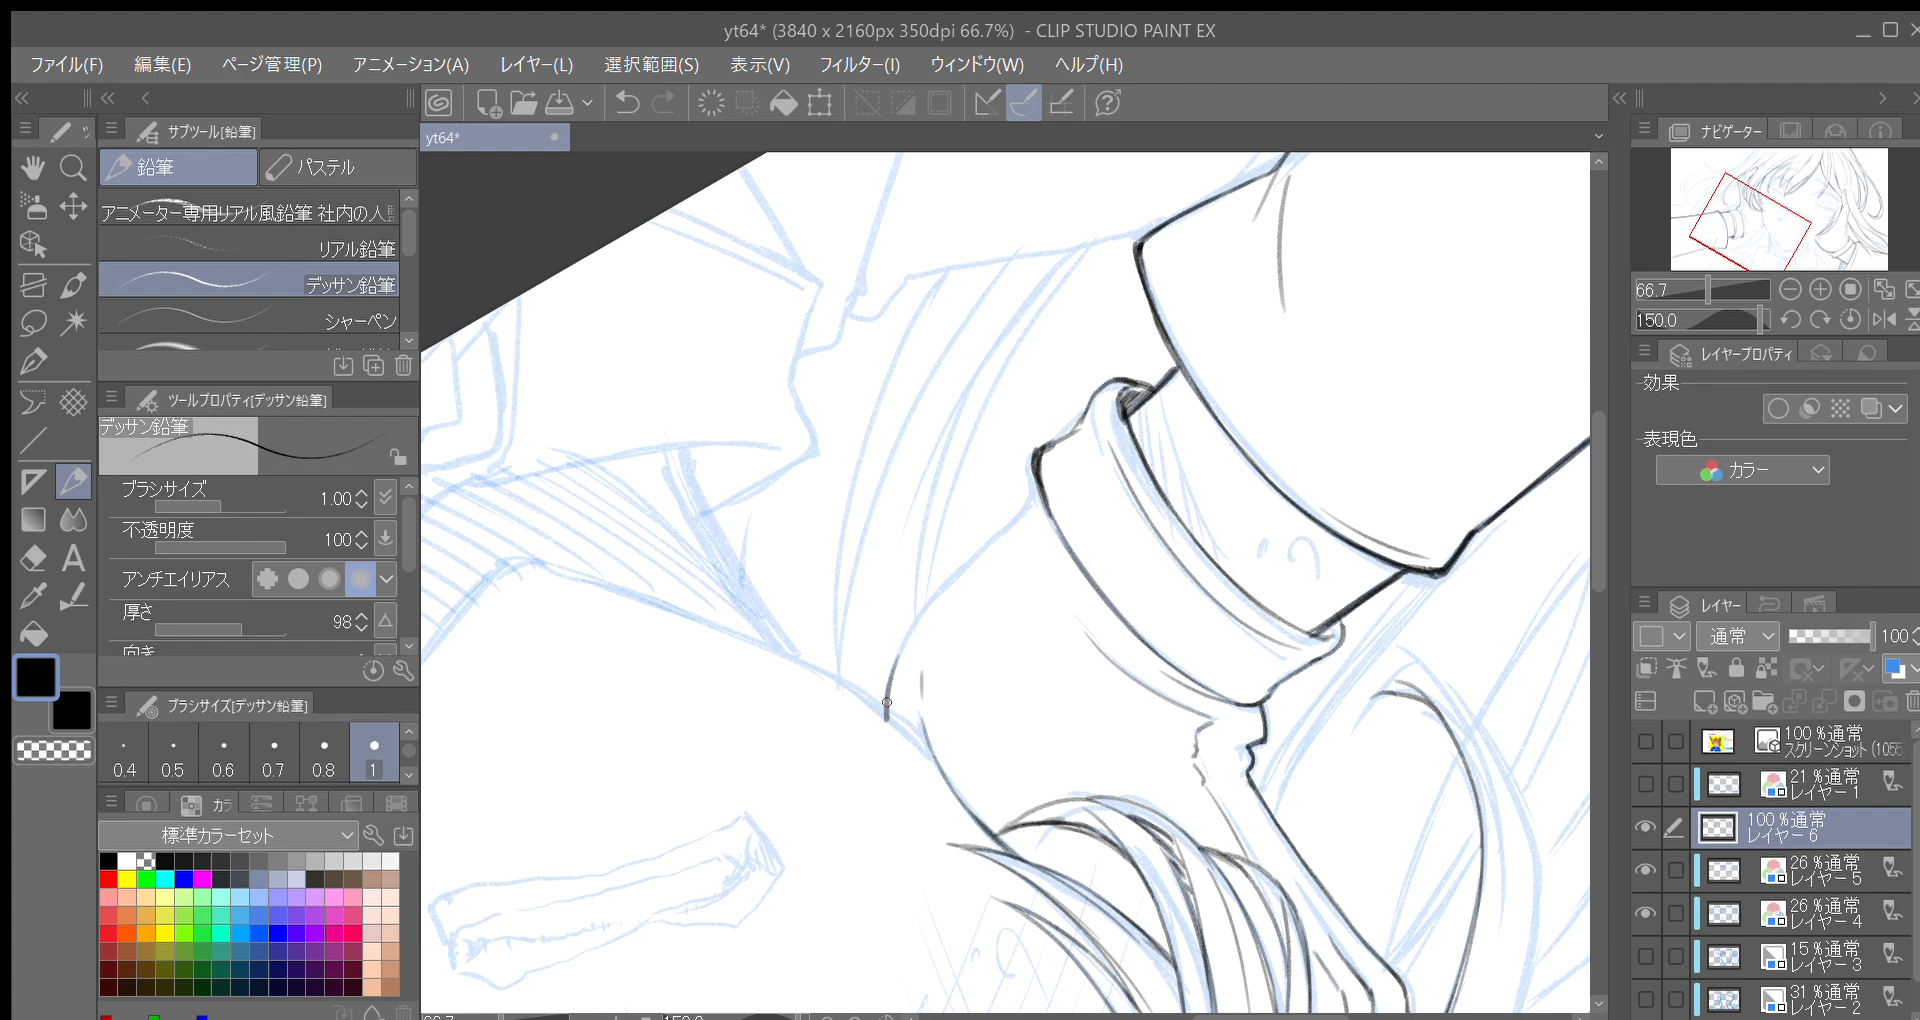 yt64* (3840 x 2160px 350dpi 66.7%) - CLIP STUDIO PAINT EX
ファイル(F) 編集(E) ページ管理(P) アニメーション(A) レイヤー(L) 選択範囲(S) 表示(V) フィルター(I) ウィンドウ(W) ヘルプ(H)
サブツール[鉛筆]
yt64*
鉛筆
パステル
アニメーター専用リアル風鉛筆 社内の人
リアル鉛筆
デッサン鉛筆
シャーペン
ツールプロパティ[デッサン鉛筆]
デッサン鉛筆
ブラシサイズ 1.00
不透明度 100
アンチエイリアス
厚さ 98
向き
ブラシサイズ[デッサン鉛筆]
0.4 0.5 0.6 0.7 0.8 1
カラ
標準カラーセット
ナビゲーター
66.7
150.0
レイヤープロパティ
効果
表現色
カラー
レイヤー
通常 100
100 %通常
スクリーンショット (1055
21 %通常
レイヤー 1
100 %通常
レイヤー 6
26 %通常
レイヤー 5
26 %通常
レイヤー 4
15 %通常
レイヤー 3
31 %通常
レイヤー 2
66.7 150.0